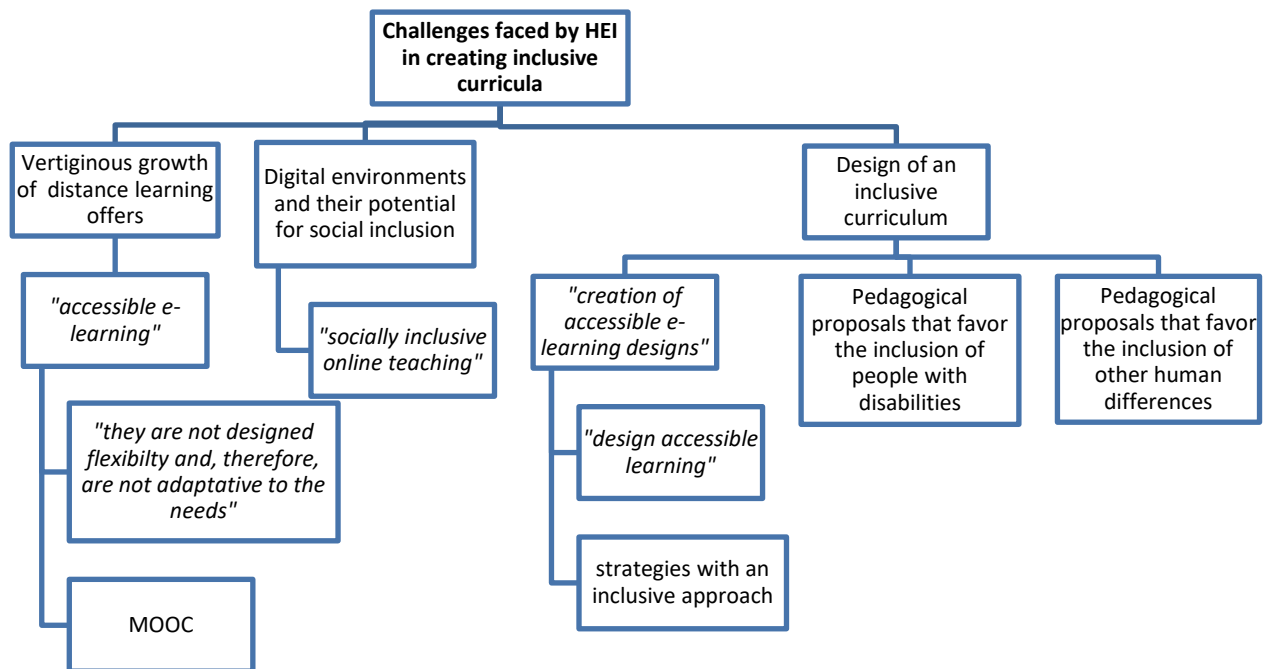 Challenges faced by HEI
in creating inclusive
curricula
Vertiginous growth
of distance learning
offers
"accessible e-
learning"
"they are not designed
flexibilty and, therefore,
are not adaptative to the
needs"
MOOC
Digital environments
and their potential
for social inclusion
"socially inclusive
online teaching"
Design of an
inclusive
curriculum
"creation of
accessible e-
learning designs"
"design accessible
learning"
strategies with an
inclusive approach
Pedagogical
proposals that favor
the inclusion of
people with
disabilities
Pedagogical
proposals that favor
the inclusion of
other human
differences